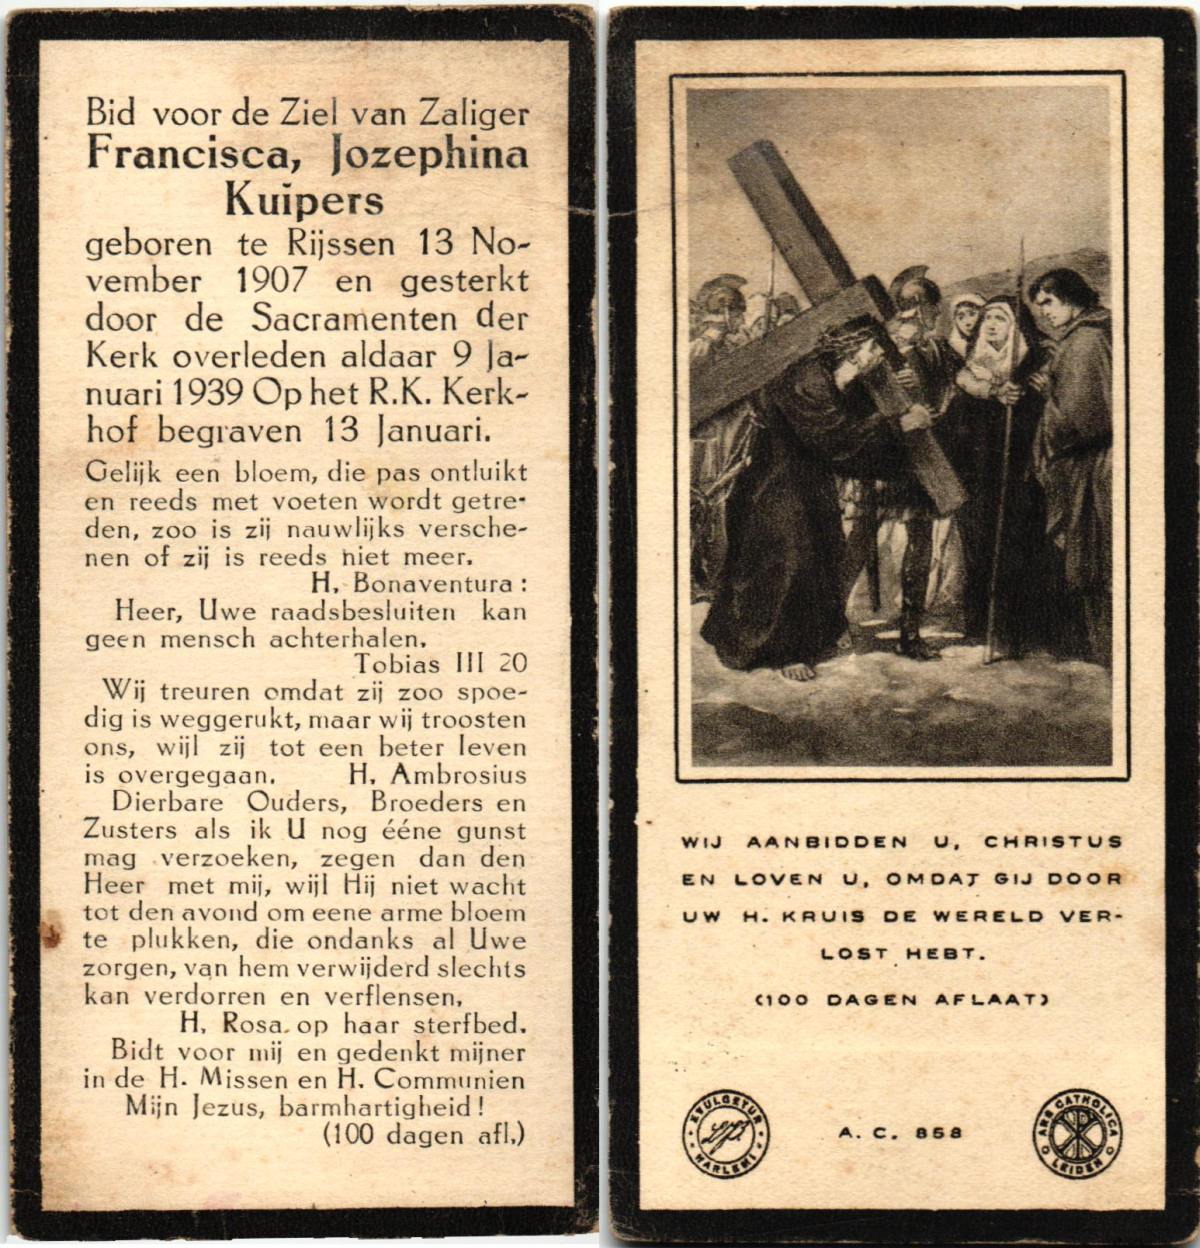 Bid voor de Ziel van Zaliger
Francisca, Jozephina
Kuipers
geboren te Rijssen 13 No-
vember 1907 en gesterkt
door de Sacramenten der
Kerk overleden aldaar 9 Ja-
nuari 1939 Op het R.K. Kerk-
hof begraven 13 Januari.
Gelijk een bloem, die pas ontluikt
en reeds met voeten wordt getre-
den, zoo is zij nauwlijks versche-
nen of zij is reeds niet meer.
H. Bonaventura:
Heer, Uwe raadsbesluiten kan
geen mensch achterhalen.
Tobias III 20
Wij treuren omdat zij zoo spoe-
dig is weggerukt, maar wij troosten
ons, wijl zij tot een beter leven
is overgegaan. H. Ambrosius
Dierbare Ouders, Broeders en
Zusters als ik U nog ééne gunst
mag verzoeken, zegen dan den
Heer met mij, wijl Hij niet wacht
tot den avond om eene arme bloem
te plukken, die ondanks al Uwe
zorgen, van hem verwijderd slechts
kan verdorren en verflensen.
H. Rosa op haar sterfbed.
Bidt voor mij en gedenkt mijner
in de H. Missen en H. Communien
Mijn Jezus, barmhartigheid!
(100 dagen afl.)
WIJ AANBIDDEN U, CHRISTUS
EN LOVEN U, OMDAT GIJ DOOR
UW H. KRUIS DE WERELD VER-
LOST HEBT.
(100 DAGEN AFLAAT)
EVULGETUR
HARLEMI
A. C. 858
ARS CATHOLICA
LEIDEN